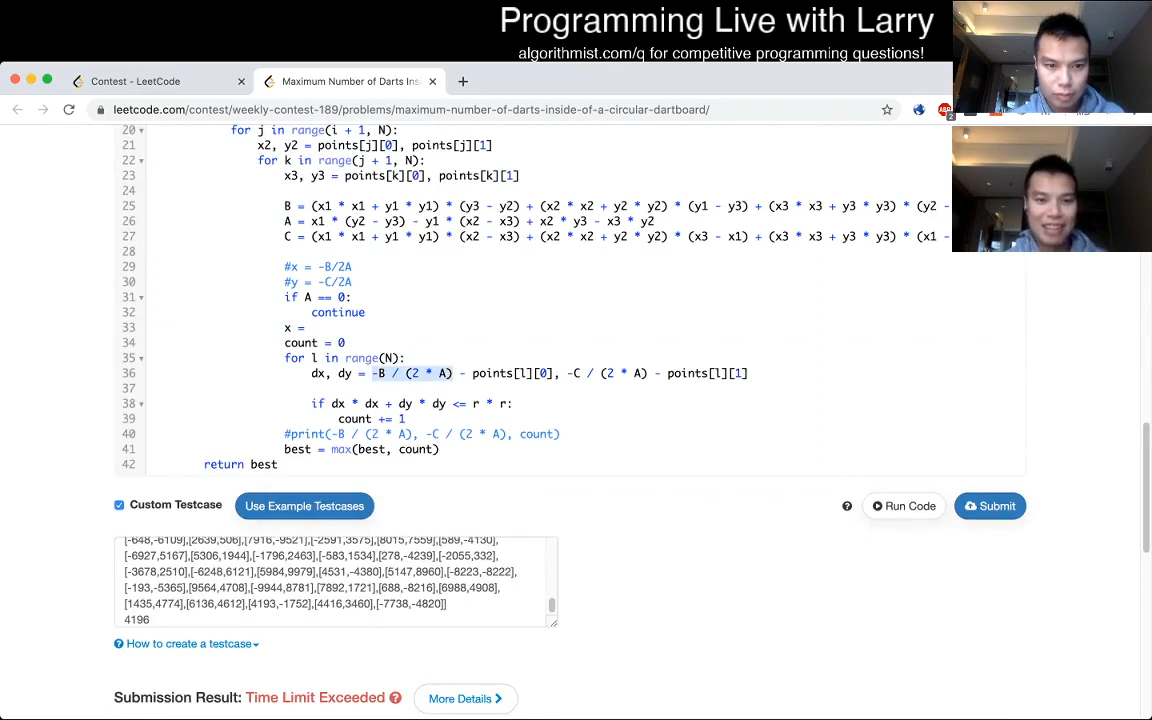 Programming Live with Larry
algorithmist.com/q for competitive programming questions!
Contest - LeetCode
Maximum Number of Darts Ins
leetcode.com/contest/weekly-contest-189/problems/maximum-number-of-darts-inside-of-a-circular-dartboard/
20 for j in range(i + 1, N):
21 x2, y2 = points[j][0], points[j][1]
22 for k in range(j + 1, N):
23 x3, y3 = points[k][0], points[k][1]
24
25 B = (x1 * x1 + y1 * y1) * (y3 - y2) + (x2 * x2 + y2 * y2) * (y1 - y3) + (x3 * x3 + y3 * y3) * (y2 -
26 A = x1 * (y2 - y3) - y1 * (x2 - x3) + x2 * y3 - x3 * y2
27 C = (x1 * x1 + y1 * y1) * (x2 - x3) + (x2 * x2 + y2 * y2) * (x3 - x1) + (x3 * x3 + y3 * y3) * (x1 -
28
29 #x = -B/2A
30 #y = -C/2A
31 if A == 0:
32 continue
33 x =
34 count = 0
35 for l in range(N):
36 dx, dy = -B / (2 * A) - points[l][0], -C / (2 * A) - points[l][1]
37
38 if dx * dx + dy * dy <= r * r:
39 count += 1
40 #print(-B / (2 * A), -C / (2 * A), count)
41 best = max(best, count)
42 return best
Custom Testcase
Use Example Testcases
Run Code
Submit
[-648,-6109],[2639,506],[7916,-9521],[-2591,3575],[8015,7559],[589,-4130],
[-6927,5167],[5306,1944],[-1796,2463],[-583,1534],[278,-4239],[-2055,332],
[-3678,2510],[-6248,6121],[5984,9979],[4531,-4380],[5147,8960],[-8223,-8222],
[-193,-5365],[9564,4708],[-9944,8781],[7892,1721],[688,-8216],[6988,4908],
[1435,4774],[6136,4612],[4193,-1752],[4416,3460],[-7738,-4820]]
4196
How to create a testcase
Submission Result: Time Limit Exceeded
More Details